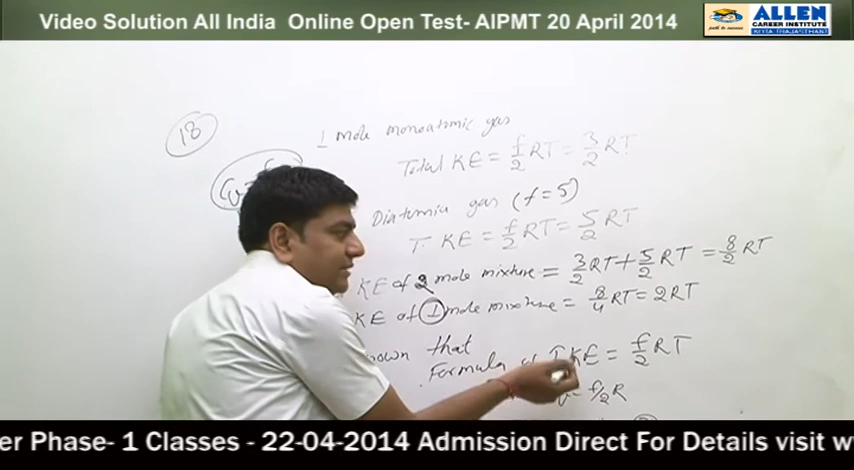 Video Solution All India Online Open Test- AIPMT 20 April 2014
ALLEN
CAREER INSTITUTE
KOTA (RAJASTHAN)
path to success
18
1 mole monoatomic gas
Total KE = f/2 RT = 3/2 RT
Diatomic gas (f = 5)
T. KE = f/2 RT = 5/2 RT
KE of 2 mole mixture = 3/2 RT + 5/2 RT = 8/2 RT
KE of 1 mole mixture = 8/4 RT = 2RT
known that
Formula KE = f/2 RT
= f/2 R
er Phase- 1 Classes - 22-04-2014 Admission Direct For Details visit w